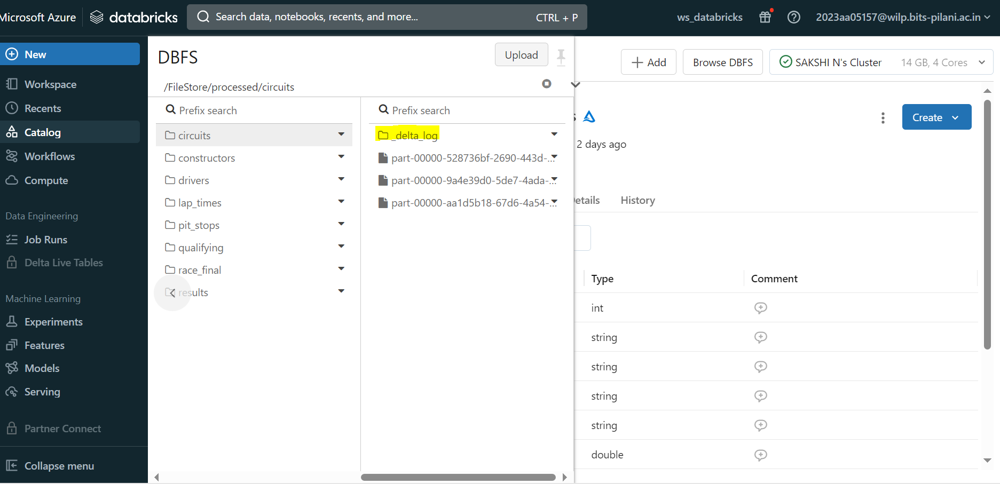 Microsoft Azure
databricks
Search data, notebooks, recents, and more...
CTRL + P
ws_databricks
2023aa05157@wilp.bits-pilani.ac.in
New
Workspace
Recents
Catalog
Workflows
Compute
Data Engineering
Job Runs
Delta Live Tables
Machine Learning
Experiments
Features
Models
Serving
Partner Connect
Collapse menu
DBFS
Upload
/FileStore/processed/circuits
Prefix search
circuits
constructors
drivers
lap_times
pit_stops
qualifying
race_final
results
Prefix search
_delta_log
part-00000-528736bf-2690-443d-...
part-00000-9a4e39d0-5de7-4ada-...
part-00000-aa1d5b18-67d6-4a54-...
Add
Browse DBFS
SAKSHI N's Cluster
14 GB, 4 Cores
s
Create
2 days ago
etails
History
Type
Comment
int
string
string
string
string
double